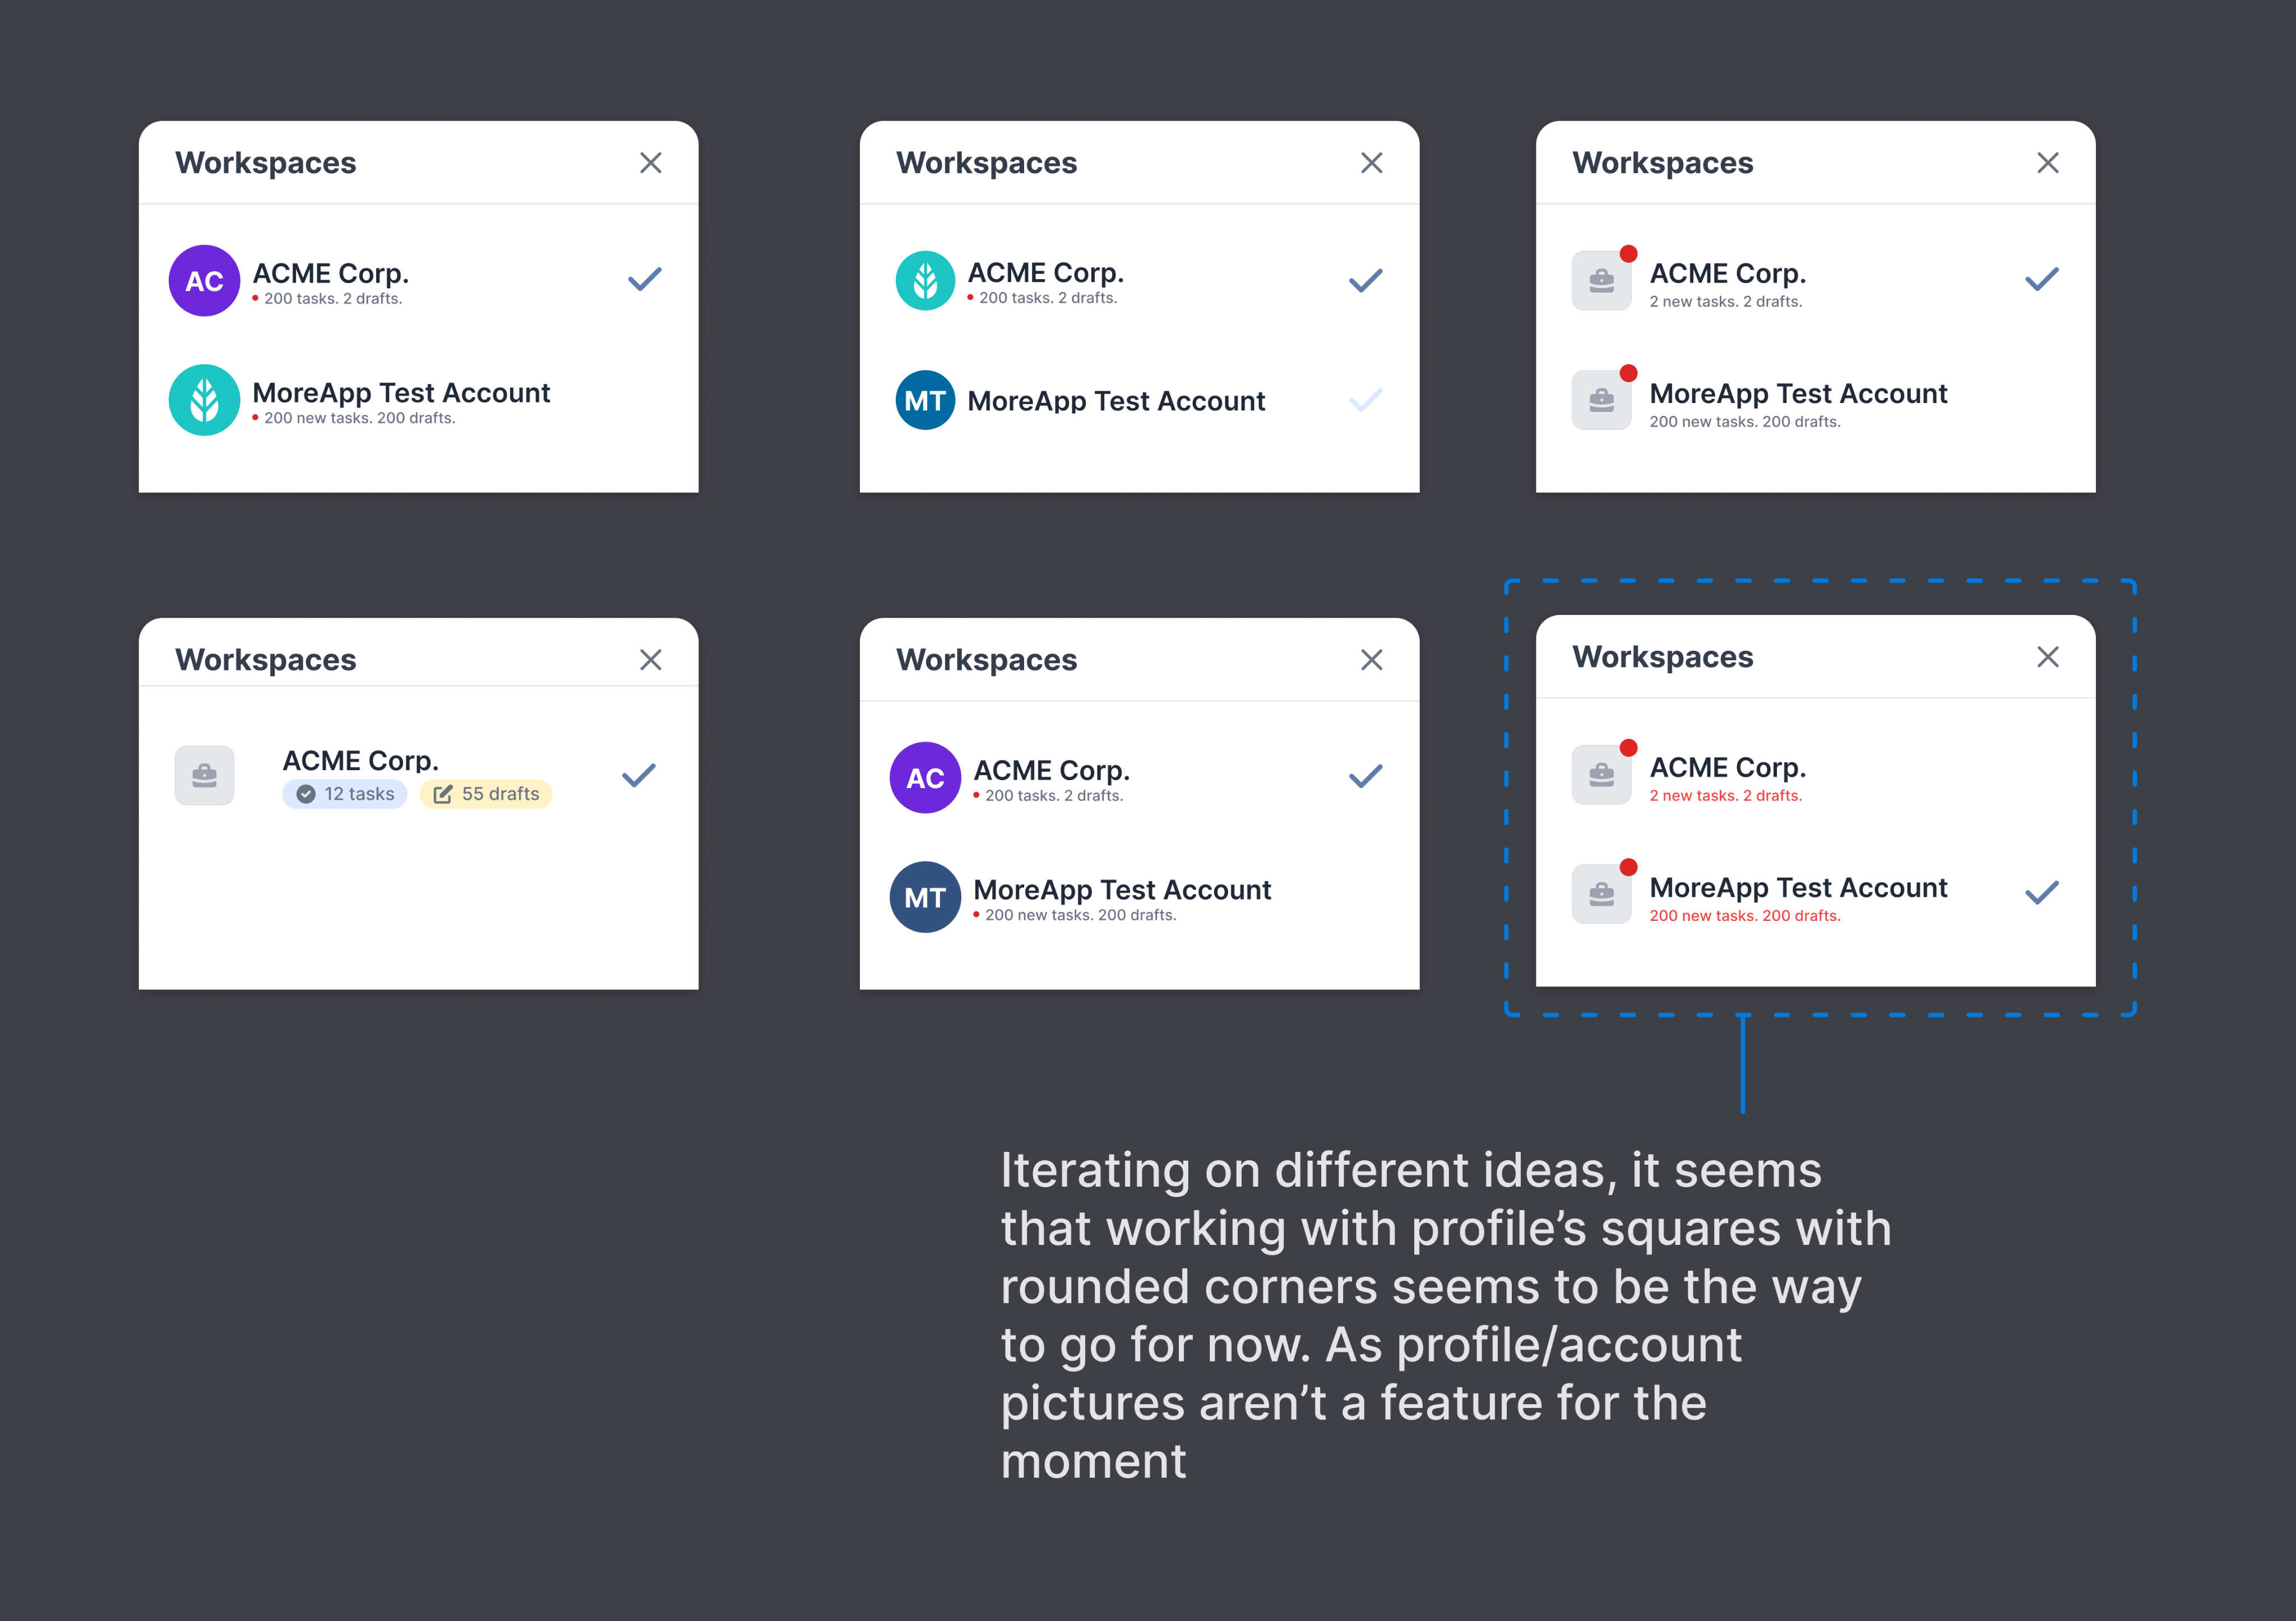 Workspaces
AC
ACME Corp.
200 tasks. 2 drafts.
MoreApp Test Account
200 new tasks. 200 drafts.
Workspaces
ACME Corp.
200 tasks. 2 drafts.
MT
MoreApp Test Account
Workspaces
ACME Corp.
2 new tasks. 2 drafts.
MoreApp Test Account
200 new tasks. 200 drafts.
Workspaces
ACME Corp.
12 tasks
55 drafts
Workspaces
AC
ACME Corp.
200 tasks. 2 drafts.
MT
MoreApp Test Account
200 new tasks. 200 drafts.
Workspaces
ACME Corp.
2 new tasks. 2 drafts.
MoreApp Test Account
200 new tasks. 200 drafts.
Iterating on different ideas, it seems
that working with profile’s squares with
rounded corners seems to be the way
to go for now. As profile/account
pictures aren’t a feature for the
moment